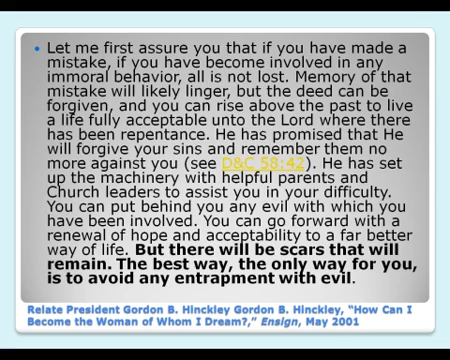 • Let me first assure you that if you have made a
mistake, if you have become involved in any
immoral behavior, all is not lost. Memory of that
mistake will likely linger, but the deed can be
forgiven, and you can rise above the past to live
a life fully acceptable unto the Lord where there
has been repentance. He has promised that He
will forgive your sins and remember them no
more against you (see D&C 58:42). He has set
up the machinery with helpful parents and
Church leaders to assist you in your difficulty.
You can put behind you any evil with which you
have been involved. You can go forward with a
renewal of hope and acceptability to a far better
way of life. But there will be scars that will
remain. The best way, the only way for you,
is to avoid any entrapment with evil.
Relate President Gordon B. Hinckley Gordon B. Hinckley, “How Can I
Become the Woman of Whom I Dream?,” Ensign, May 2001